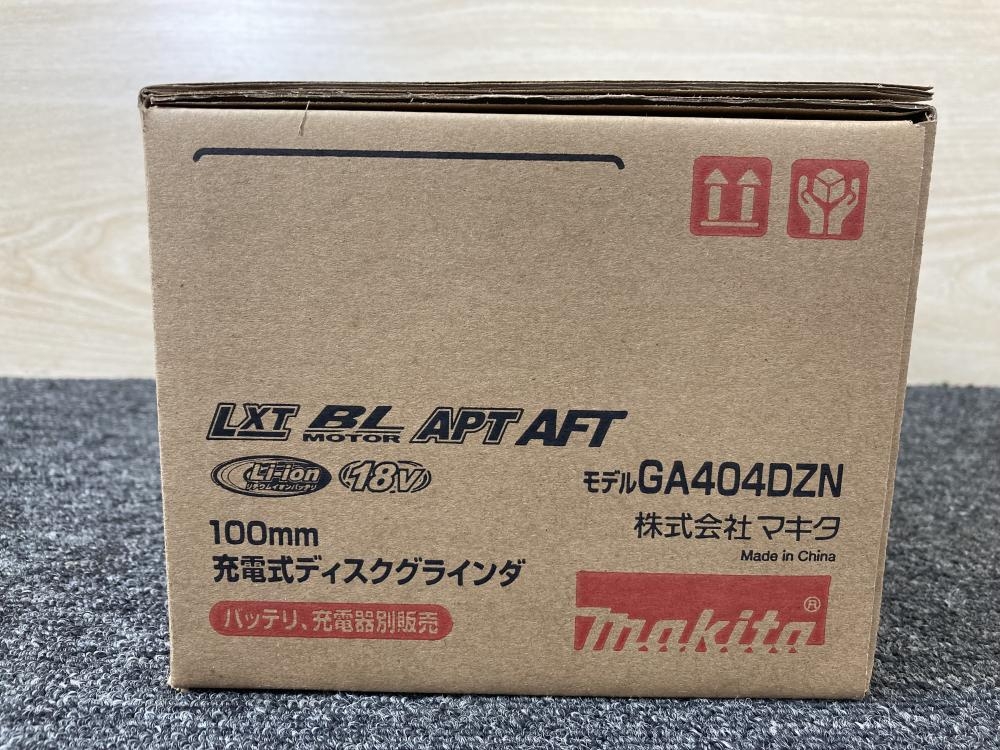 LXT BL MOTOR APT AFT
Li-ion リチウムイオンバッテリ 18V
モデルGA404DZN
100mm
株式会社マキタ
充電式ディスクグラインダ
Made in China
バッテリ、充電器別販売
makita®